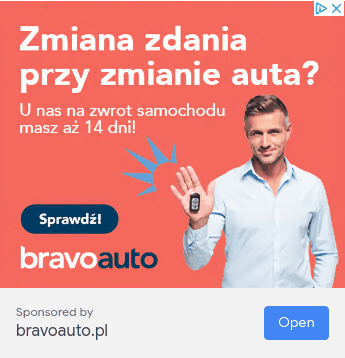 Zmiana zdania
przy zmianie auta?
U nas na zwrot samochodu
masz aż 14 dni!
Sprawdź!
bravoauto
Sponsored by
bravoauto.pl
Open